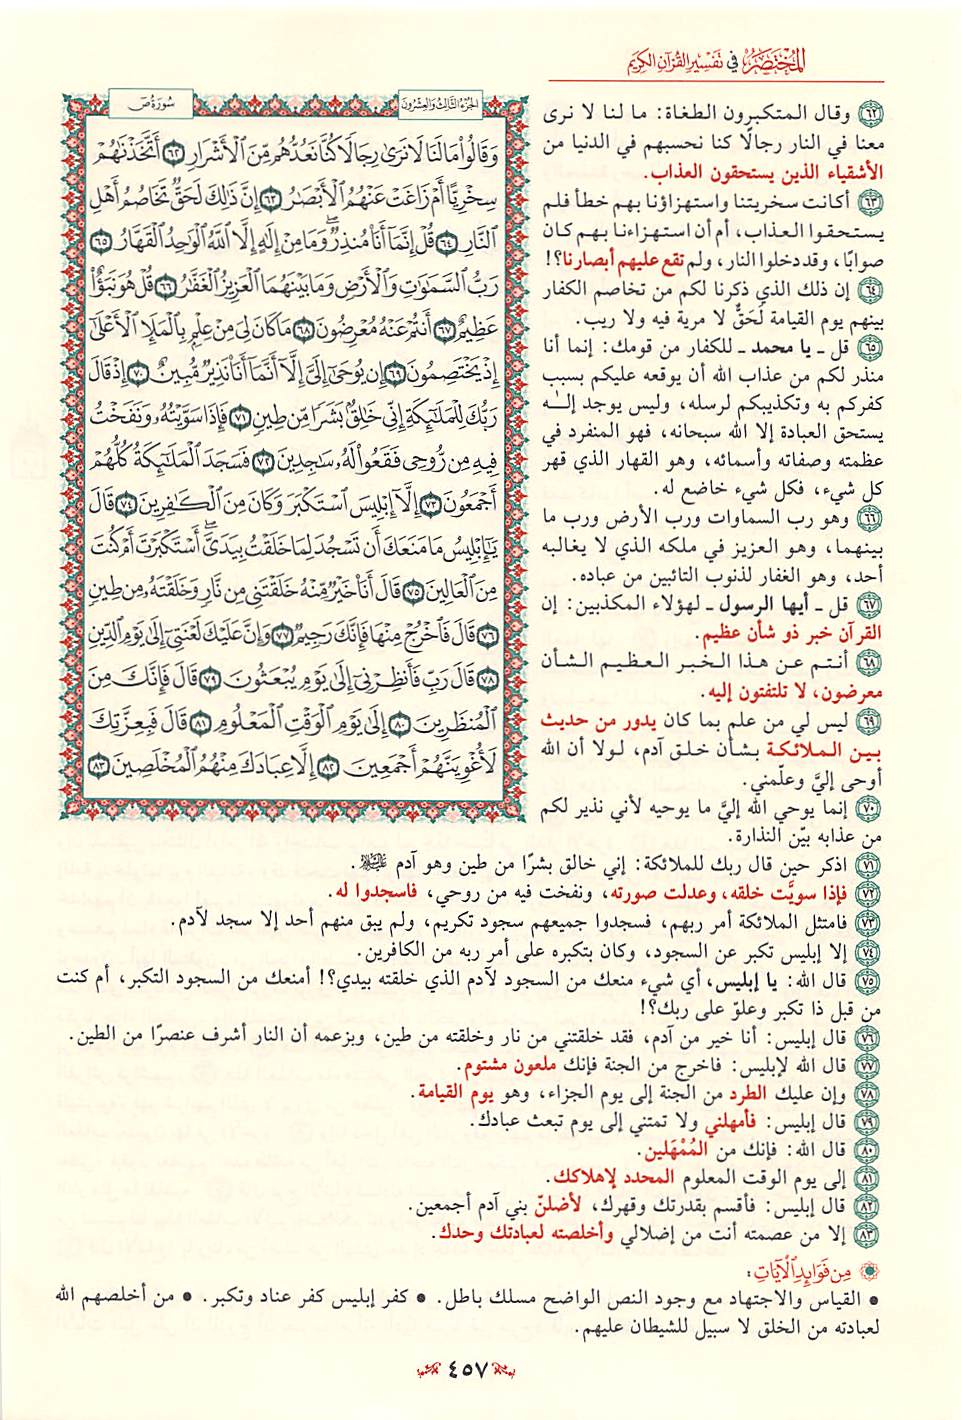 المختصر في تفسير القرآن الكريم
الجزء الثالث والعشرون
سورة ص
وَقَالُوا۟ مَا لَنَا لَا نَرَىٰ رِجَالًا كُنَّا نَعُدُّهُم مِّنَ ٱلْأَشْرَارِ ٦٢ أَتَّخَذْنَٰهُمْ
سِخْرِيًّا أَمْ زَاغَتْ عَنْهُمُ ٱلْأَبْصَٰرُ ٦٣ إِنَّ ذَٰلِكَ لَحَقٌّ تَخَاصُمُ أَهْلِ
ٱلنَّارِ ٦٤ قُلْ إِنَّمَآ أَنَا۠ مُنذِرٌ ۖ وَمَا مِنْ إِلَٰهٍ إِلَّا ٱللَّهُ ٱلْوَٰحِدُ ٱلْقَهَّارُ ٦٥
رَبُّ ٱلسَّمَٰوَٰتِ وَٱلْأَرْضِ وَمَا بَيْنَهُمَا ٱلْعَزِيزُ ٱلْغَفَّٰرُ ٦٦ قُلْ هُوَ نَبَؤٌا۟
عَظِيمٌ ٦٧ أَنتُمْ عَنْهُ مُعْرِضُونَ ٦٨ مَا كَانَ لِىَ مِنْ عِلْمٍۭ بِٱلْمَلَإِ ٱلْأَعْلَىٰٓ
إِذْ يَخْتَصِمُونَ ٦٩ إِن يُوحَىٰٓ إِلَىَّ إِلَّآ أَنَّمَآ أَنَا۠ نَذِيرٌ مُّبِينٌ ٧٠ إِذْ قَالَ
رَبُّكَ لِلْمَلَٰٓئِكَةِ إِنِّى خَٰلِقٌۢ بَشَرًا مِّن طِينٍ ٧١ فَإِذَا سَوَّيْتُهُۥ وَنَفَخْتُ
فِيهِ مِن رُّوحِى فَقَعُوا۟ لَهُۥ سَٰجِدِينَ ٧٢ فَسَجَدَ ٱلْمَلَٰٓئِكَةُ كُلُّهُمْ
أَجْمَعُونَ ٧٣ إِلَّآ إِبْلِيسَ ٱسْتَكْبَرَ وَكَانَ مِنَ ٱلْكَٰفِرِينَ ٧٤ قَالَ
يَٰٓإِبْلِيسُ مَا مَنَعَكَ أَن تَسْجُدَ لِمَا خَلَقْتُ بِيَدَىَّ ۖ أَسْتَكْبَرْتَ أَمْ كُنتَ
مِنَ ٱلْعَالِينَ ٧٥ قَالَ أَنَا۠ خَيْرٌ مِّنْهُ خَلَقْتَنِى مِن نَّارٍ وَخَلَقْتَهُۥ مِن طِينٍ
٧٦ قَالَ فَٱخْرُجْ مِنْهَا فَإِنَّكَ رَجِيمٌ ٧٧ وَإِنَّ عَلَيْكَ لَعْنَتِىٓ إِلَىٰ يَوْمِ ٱلدِّينِ
٧٨ قَالَ رَبِّ فَأَنظِرْنِىٓ إِلَىٰ يَوْمِ يُبْعَثُونَ ٧٩ قَالَ فَإِنَّكَ مِنَ
ٱلْمُنظَرِينَ ٨٠ إِلَىٰ يَوْمِ ٱلْوَقْتِ ٱلْمَعْلُومِ ٨١ قَالَ فَبِعِزَّتِكَ
لَأُغْوِيَنَّهُمْ أَجْمَعِينَ ٨٢ إِلَّا عِبَادَكَ مِنْهُمُ ٱلْمُخْلَصِينَ ٨٣
٦٢ وقال المتكبرون الطغاة: ما لنا لا نرى
معنا في النار رجالًا كنا نحسبهم في الدنيا من
الأشقياء الذين يستحقون العذاب.
٦٣ أكانت سخريتنا واستهزاؤنا بهم خطأ فلم
يستحقوا العذاب، أم أن استهزاءنا بهم كان
صوابًا، وقد دخلوا النار، ولم تقع عليهم أبصارنا؟!
٦٤ إن ذلك الذي ذكرنا لكم من تخاصم الكفار
بينهم يوم القيامة لَحَقٌّ لا مرية فيه ولا ريب.
٦٥ قل ـ يا محمد ـ للكفار من قومك: إنما أنا
منذر لكم من عذاب الله أن يوقعه عليكم بسبب
كفركم به وتكذيبكم لرسله، وليس يوجد إلـٰه
يستحق العبادة إلا الله سبحانه، فهو المنفرد في
عظمته وصفاته وأسمائه، وهو القهار الذي قهر
كل شيء، فكل شيء خاضع له.
٦٦ وهو رب السماوات ورب الأرض ورب ما
بينهما، وهو العزيز في ملكه الذي لا يغالبه
أحد، وهو الغفار لذنوب التائبين من عباده.
٦٧ قل ـ أيها الرسول ـ لهؤلاء المكذبين: إن
القرآن خبر ذو شأن عظيم.
٦٨ أنتم عن هذا الخبر العظيم الشأن
معرضون، لا تلتفتون إليه.
٦٩ ليس لي من علم بما كان يدور من حديث
بين الملائكة بشأن خلق آدم، لولا أن الله
أوحى إليَّ وعلّمني.
٧٠ إنما يوحي الله إليَّ ما يوحيه لأني نذير لكم
من عذابه بيّن النذارة.
٧١ اذكر حين قال ربك للملائكة: إني خالق بشرًا من طين وهو آدم عليه السلام.
٧٢ فإذا سويَّت خلقه، وعدلت صورته، ونفخت فيه من روحي، فاسجدوا له.
٧٣ فامتثل الملائكة أمر ربهم، فسجدوا جميعهم سجود تكريم، ولم يبق منهم أحد إلا سجد لآدم.
٧٤ إلا إبليس تكبر عن السجود، وكان بتكبره على أمر ربه من الكافرين.
٧٥ قال الله: يا إبليس، أي شيء منعك من السجود لآدم الذي خلقته بيدي؟! أمنعك من السجود التكبر، أم كنت
من قبل ذا تكبر وعلوّ على ربك؟!
٧٦ قال إبليس: أنا خير من آدم، فقد خلقتني من نار وخلقته من طين، وبزعمه أن النار أشرف عنصرًا من الطين.
٧٧ قال الله لإبليس: فاخرج من الجنة فإنك ملعون مشتوم.
٧٨ وإن عليك الطرد من الجنة إلى يوم الجزاء، وهو يوم القيامة.
٧٩ قال إبليس: فأمهلني ولا تمتني إلى يوم تبعث عبادك.
٨٠ قال الله: فإنك من المُمْهَلين.
٨١ إلى يوم الوقت المعلوم المحدد لإهلاكك.
٨٢ قال إبليس: فأقسم بقدرتك وقهرك، لأضلنّ بني آدم أجمعين.
٨٣ إلا من عصمته أنت من إضلالي وأخلصته لعبادتك وحدك.
من فوائد الآيات:
• القياس والاجتهاد مع وجود النص الواضح مسلك باطل. • كفر إبليس كفر عناد وتكبر. • من أخلصهم الله
لعبادته من الخلق لا سبيل للشيطان عليهم.
٤٥٧